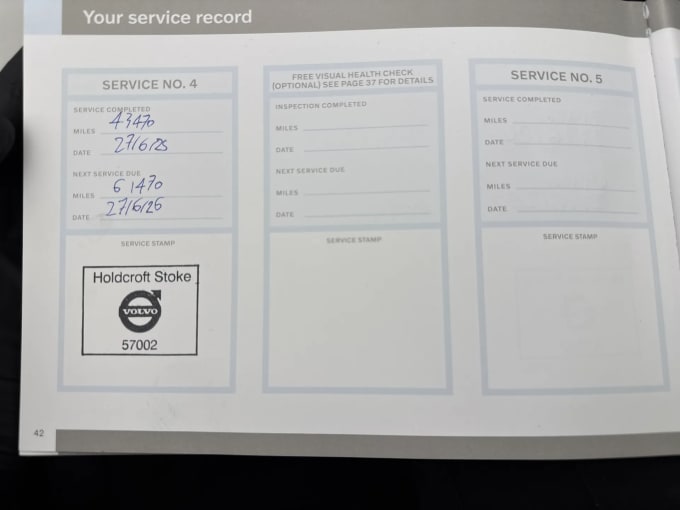 Your service record
SERVICE NO. 4
SERVICE COMPLETED
MILES 43470
DATE 27/6/25
NEXT SERVICE DUE
MILES 61470
DATE 27/6/26
SERVICE STAMP
Holdcroft Stoke
VOLVO
57002
FREE VISUAL HEALTH CHECK
(OPTIONAL) SEE PAGE 37 FOR DETAILS
INSPECTION COMPLETED
MILES
DATE
NEXT SERVICE DUE
MILES
DATE
SERVICE STAMP
SERVICE NO. 5
SERVICE COMPLETED
MILES
DATE
NEXT SERVICE DUE
MILES
DATE
SERVICE STAMP
42